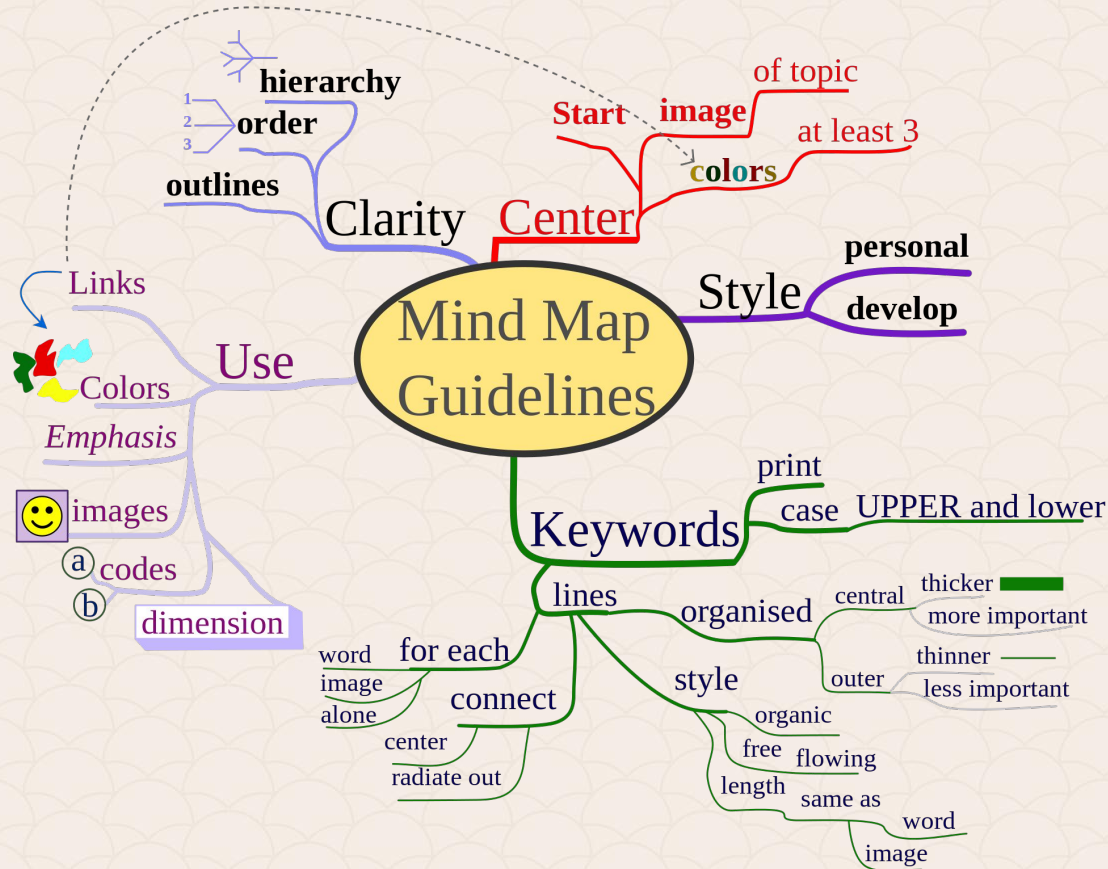 Mind Map
Guidelines
Clarity
hierarchy
1
2
3
order
outlines
Center
Start
image
of topic
colors
at least 3
Style
personal
develop
Keywords
print
case
UPPER and lower
lines
organised
central
thicker
more important
outer
thinner
less important
style
organic
free flowing
length
same as
word
image
connect
center
radiate out
for each
word
image
alone
Use
Links
Colors
Emphasis
images
codes
a
b
dimension